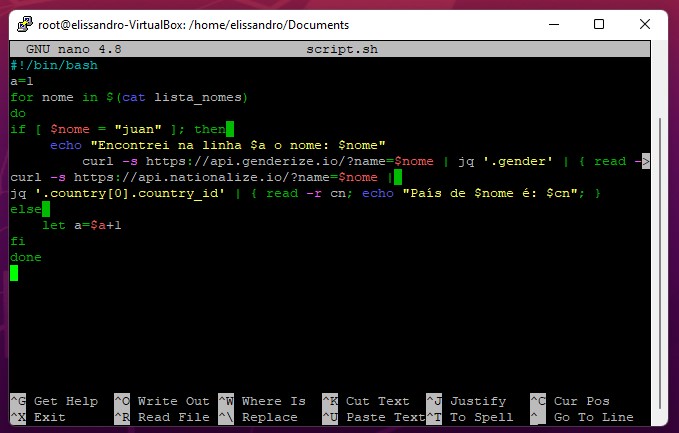 root@elissandro-VirtualBox: /home/elissandro/Documents
GNU nano 4.8 script.sh
#!/bin/bash
a=1
for nome in $(cat lista_nomes)
do
if [ $nome = "juan" ]; then
echo "Encontrei na linha $a o nome: $nome"
curl -s https://api.genderize.io/?name=$nome | jq '.gender' | { read ->
curl -s https://api.nationalize.io/?name=$nome |
jq '.country[0].country_id' | { read -r cn; echo "País de $nome é: $cn"; }
else
let a=$a+1
fi
done
^G Get Help ^O Write Out ^W Where Is ^K Cut Text ^J Justify ^C Cur Pos
^X Exit ^R Read File ^\ Replace ^U Paste Text ^T To Spell ^_ Go To Line